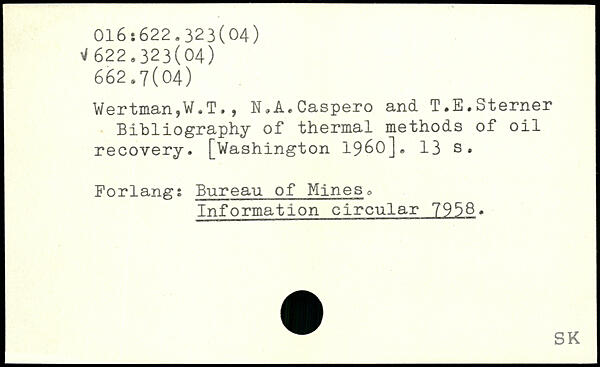 016:622.323(04)
√622.323(04)
662.7(04)
Wertman,W.T., N.A.Caspero and T.E.Sterner
Bibliography of thermal methods of oil
recovery. [Washington 1960]. 13 s.
Forlang: Bureau of Mines.
Information circular 7958.
SK